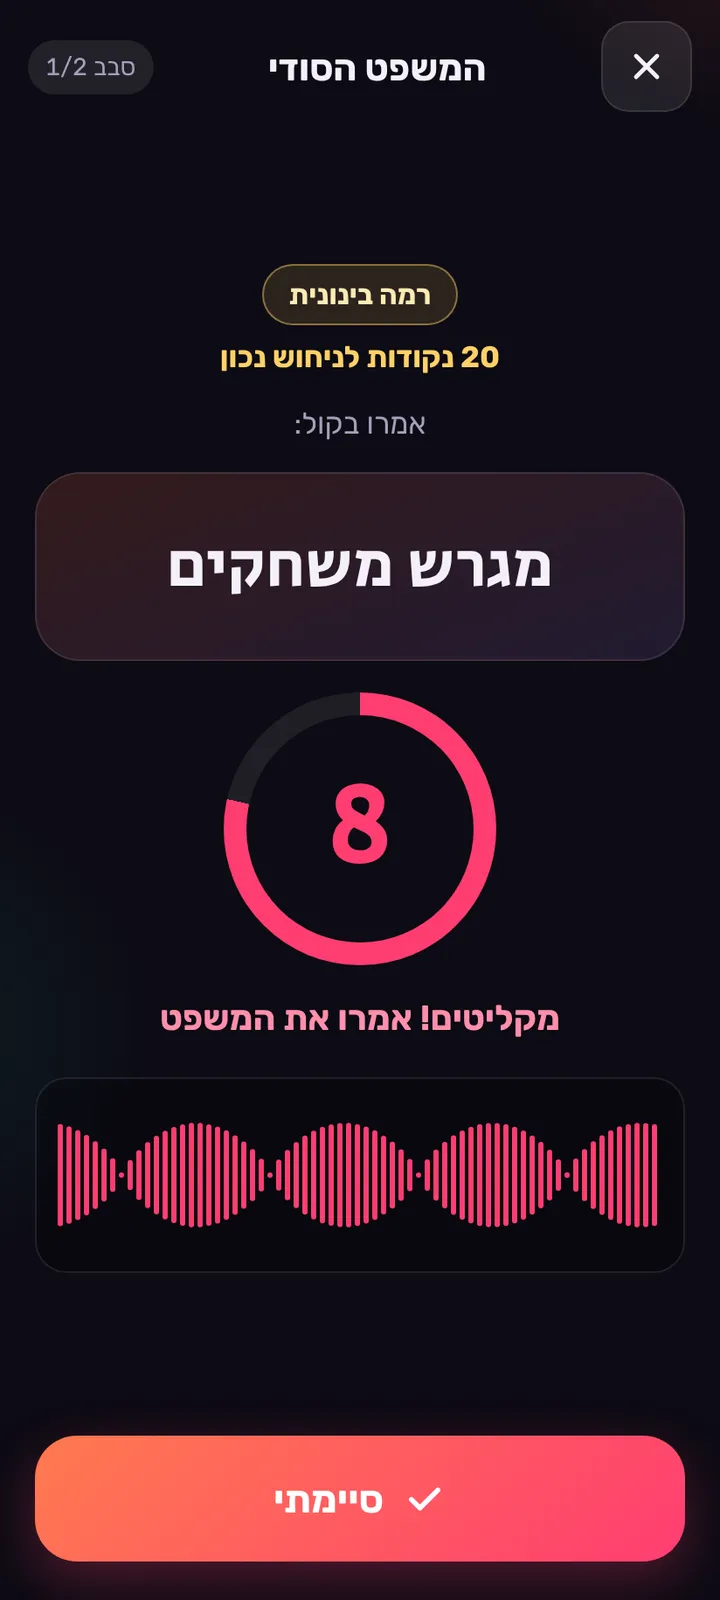 המשפט הסודי
סבב 1/2
רמה בינונית
20 נקודות לניחוש נכון
אמרו בקול:
מגרש משחקים
8
מקליטים! אמרו את המשפט
סיימתי